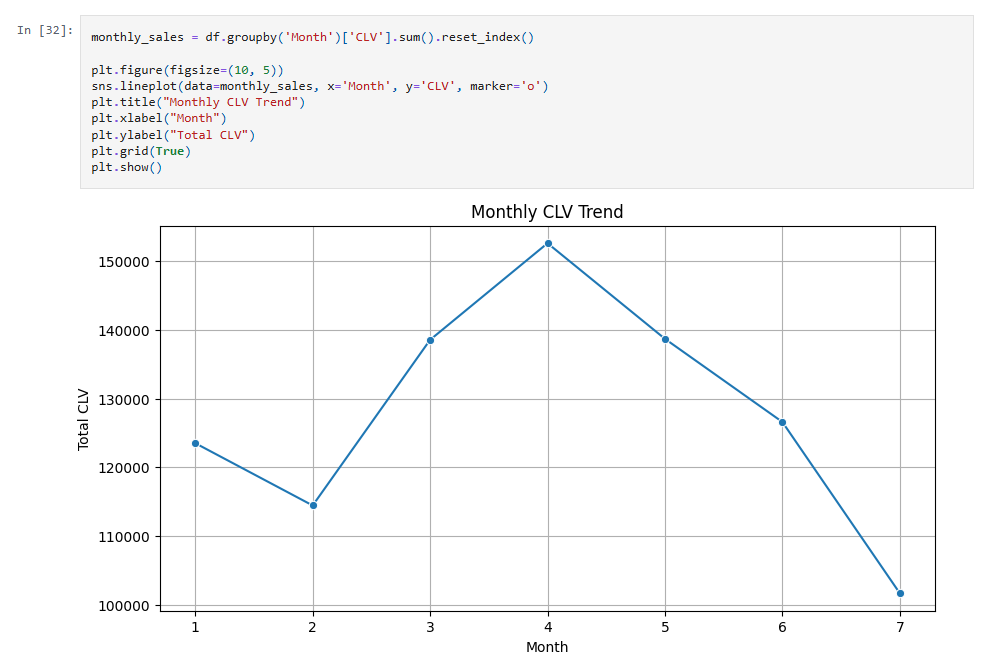 In [32]:
monthly_sales = df.groupby('Month')['CLV'].sum().reset_index()
plt.figure(figsize=(10, 5))
sns.lineplot(data=monthly_sales, x='Month', y='CLV', marker='o')
plt.title("Monthly CLV Trend")
plt.xlabel("Month")
plt.ylabel("Total CLV")
plt.grid(True)
plt.show()
Monthly CLV Trend
150000
140000
130000
120000
110000
100000
Total CLV
1 2 3 4 5 6 7
Month